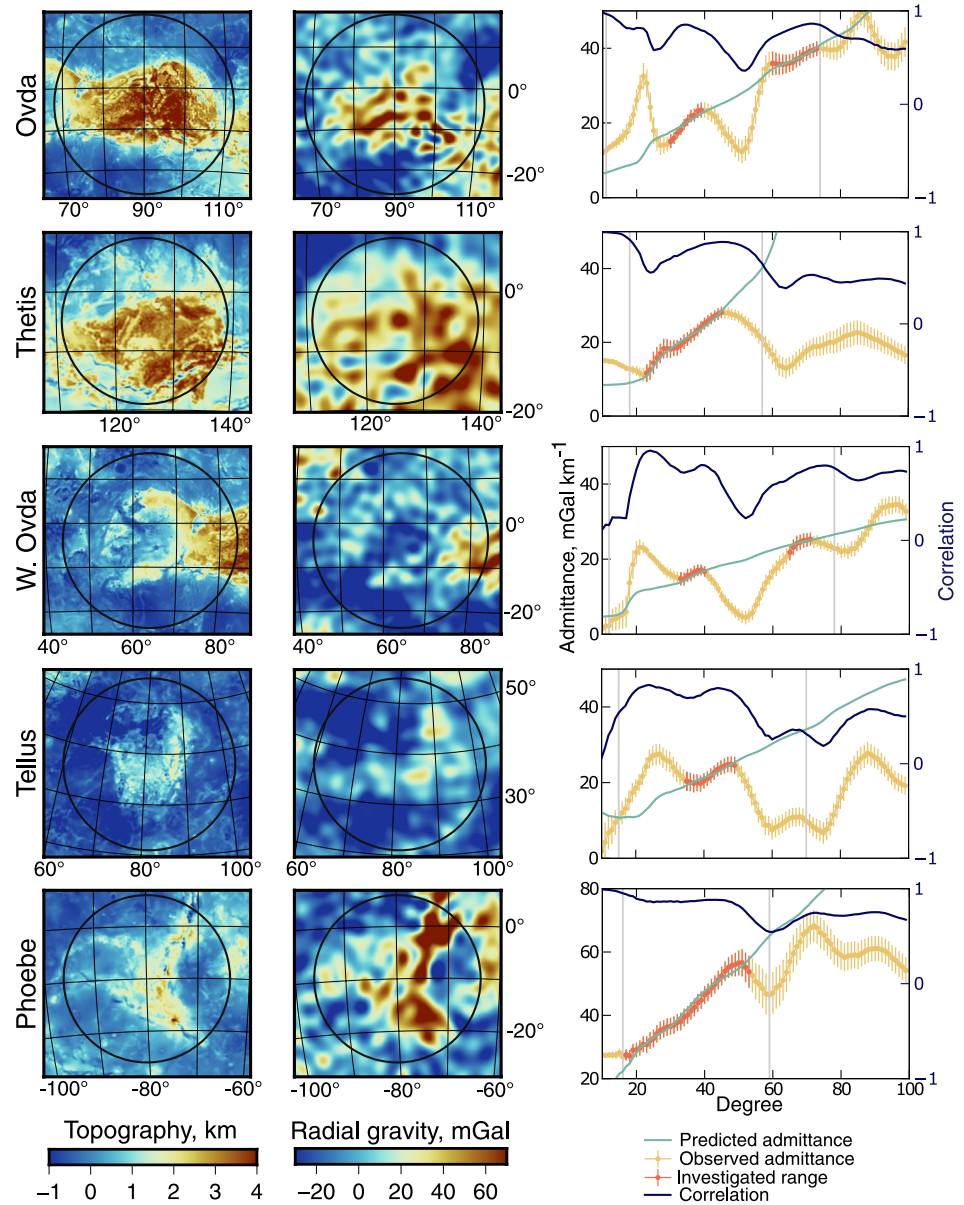 Ovda
70° 90° 110°
70° 90° 110°
0°
-20°
40
20
0
1
0
−1
Thetis
120° 140°
120° 140°
0°
-20°
40
20
0
1
0
−1
W. Ovda
40° 60° 80°
40° 60° 80°
0°
-20°
Admittance, mGal km⁻¹
40
20
0
1
0
−1
Correlation
Tellus
60° 80° 100°
60° 80° 100°
50°
30°
40
20
0
1
0
−1
Phoebe
-100° -80° -60°
-100° -80° -60°
0°
-20°
80
60
40
20
1
0
−1
20 40 60 80 100
Degree
Topography, km
−1 0 1 2 3 4
Radial gravity, mGal
−20 0 20 40 60
Predicted admittance
Observed admittance
Investigated range
Correlation